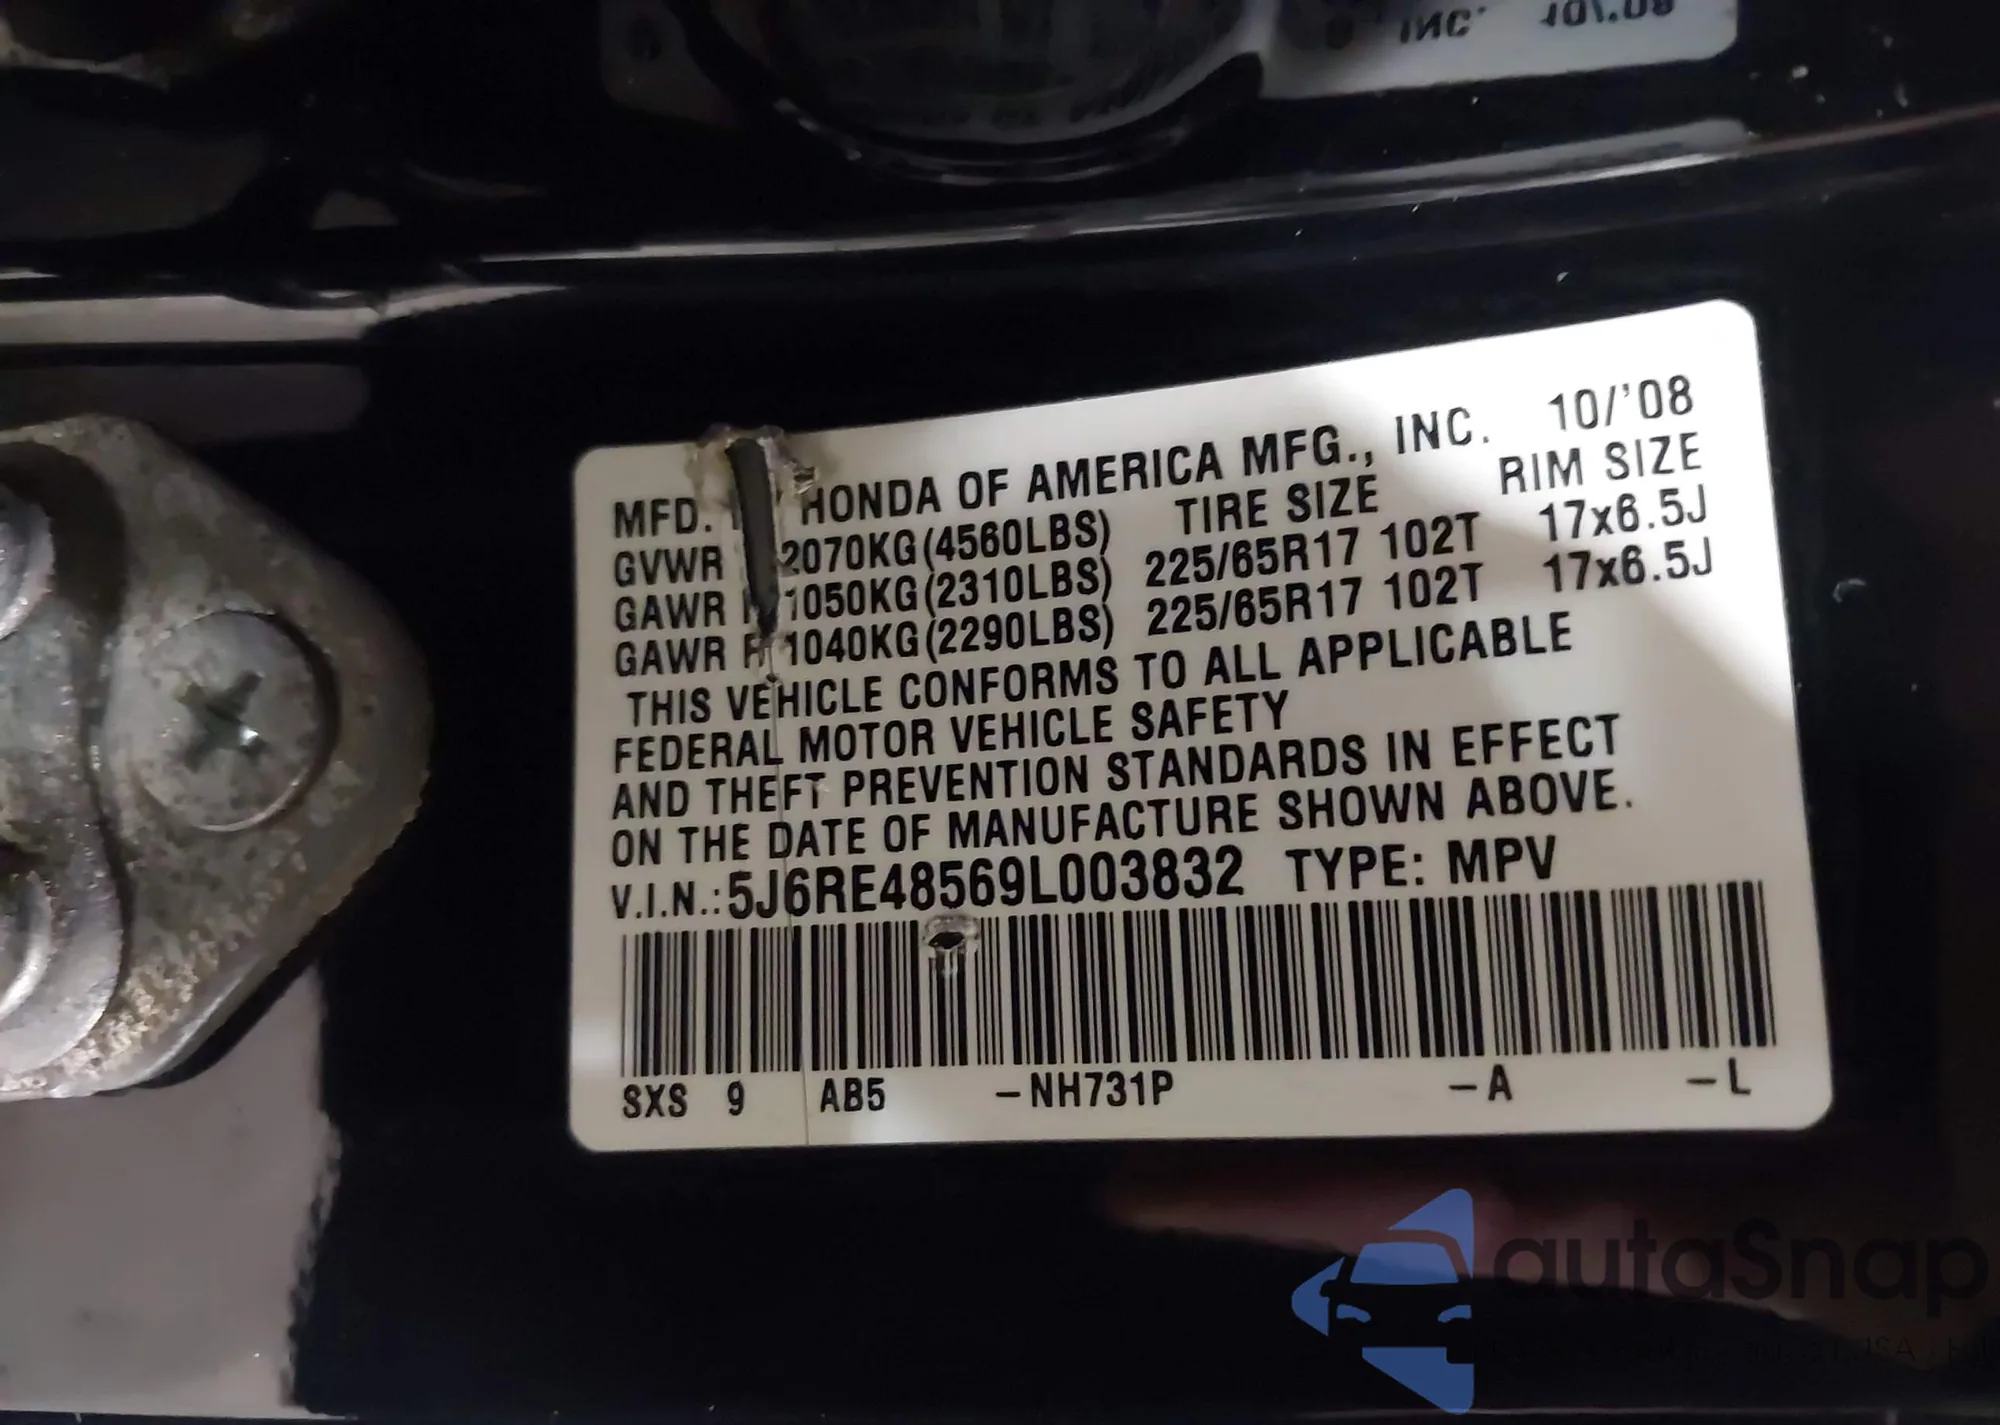 INC. 10/'08
MFD. HONDA OF AMERICA MFG., INC. 10/'08
GVWR 2070KG(4560LBS) TIRE SIZE RIM SIZE
GAWR 1050KG(2310LBS) 225/65R17 102T 17x6.5J
GAWR R 1040KG(2290LBS) 225/65R17 102T 17x6.5J
THIS VEHICLE CONFORMS TO ALL APPLICABLE
FEDERAL MOTOR VEHICLE SAFETY
AND THEFT PREVENTION STANDARDS IN EFFECT
ON THE DATE OF MANUFACTURE SHOWN ABOVE.
V.I.N.: 5J6RE48569L003832 TYPE: MPV
SXS 9 AB5 -NH731P -A -L
autaSnap